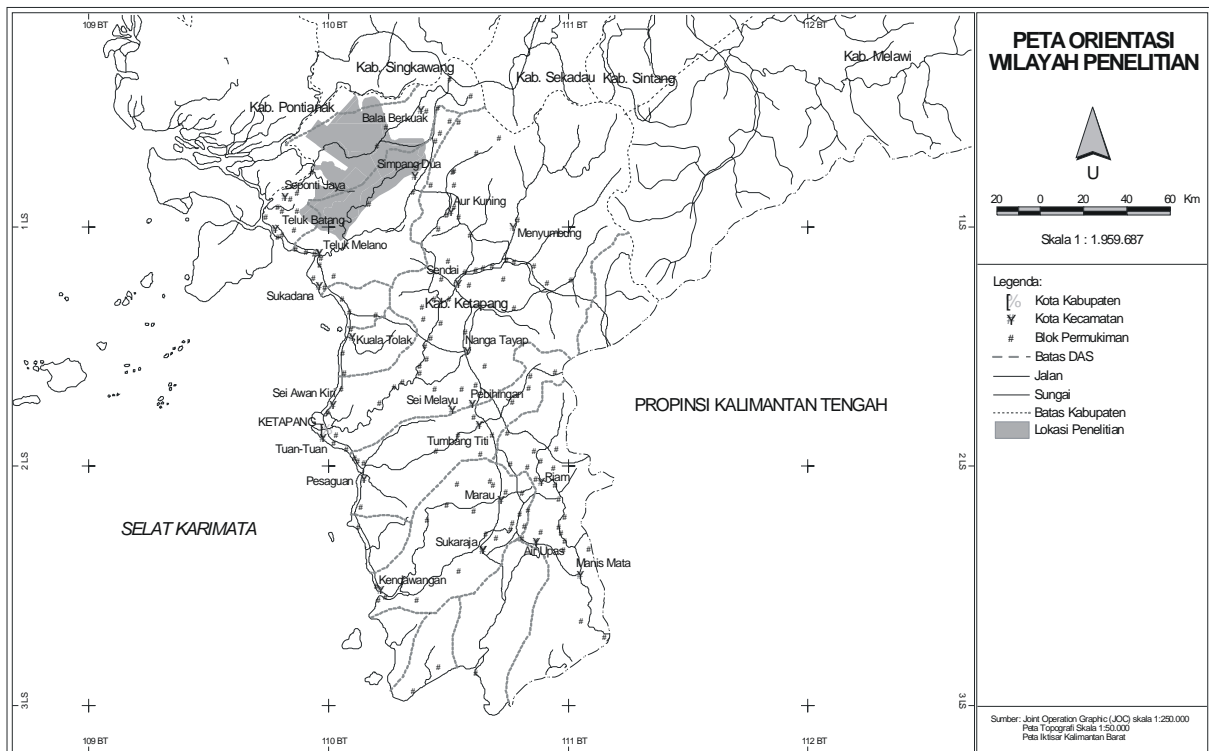 109 BT
110 BT
111 BT
112 BT
PETA ORIENTASI
WILAYAH PENELITIAN
U
20 0 20 40 60 Km
Skala 1 : 1.959.687
Legenda:
Kota Kabupaten
Kota Kecamatan
Blok Permukiman
Batas DAS
Jalan
Sungai
Batas Kabupaten
Lokasi Penelitian
Sumber: Joint Operation Graphic (JOC) skala 1:250.000
Peta Topografi Skala 1:50.000
Peta Iktisar Kalimantan Barat
Kab. Melawi
Kab. Singkawang
Kab. Sekadau
Kab. Sintang
Kab. Pontianak
Balai Berkuak
Simpang Dua
Seponti Jaya
Aur Kuning
Teluk Batang
1 LS
1 LS
Menyumbung
Teluk Melano
Sendai
Sukadana
Kab. Ketapang
Kuala Tolak
Nanga Tayap
Sei Awan Kiri
Sei Melayu
Pebihingan
PROPINSI KALIMANTAN TENGAH
KETAPANG
Tuan-Tuan
Tumbang Titi
2 LS
2 LS
Pesaguan
Riam
Marau
SELAT KARIMATA
Sukaraja
Air Upas
Manis Mata
Kendawangan
3 LS
3 LS
109 BT
110 BT
111 BT
112 BT